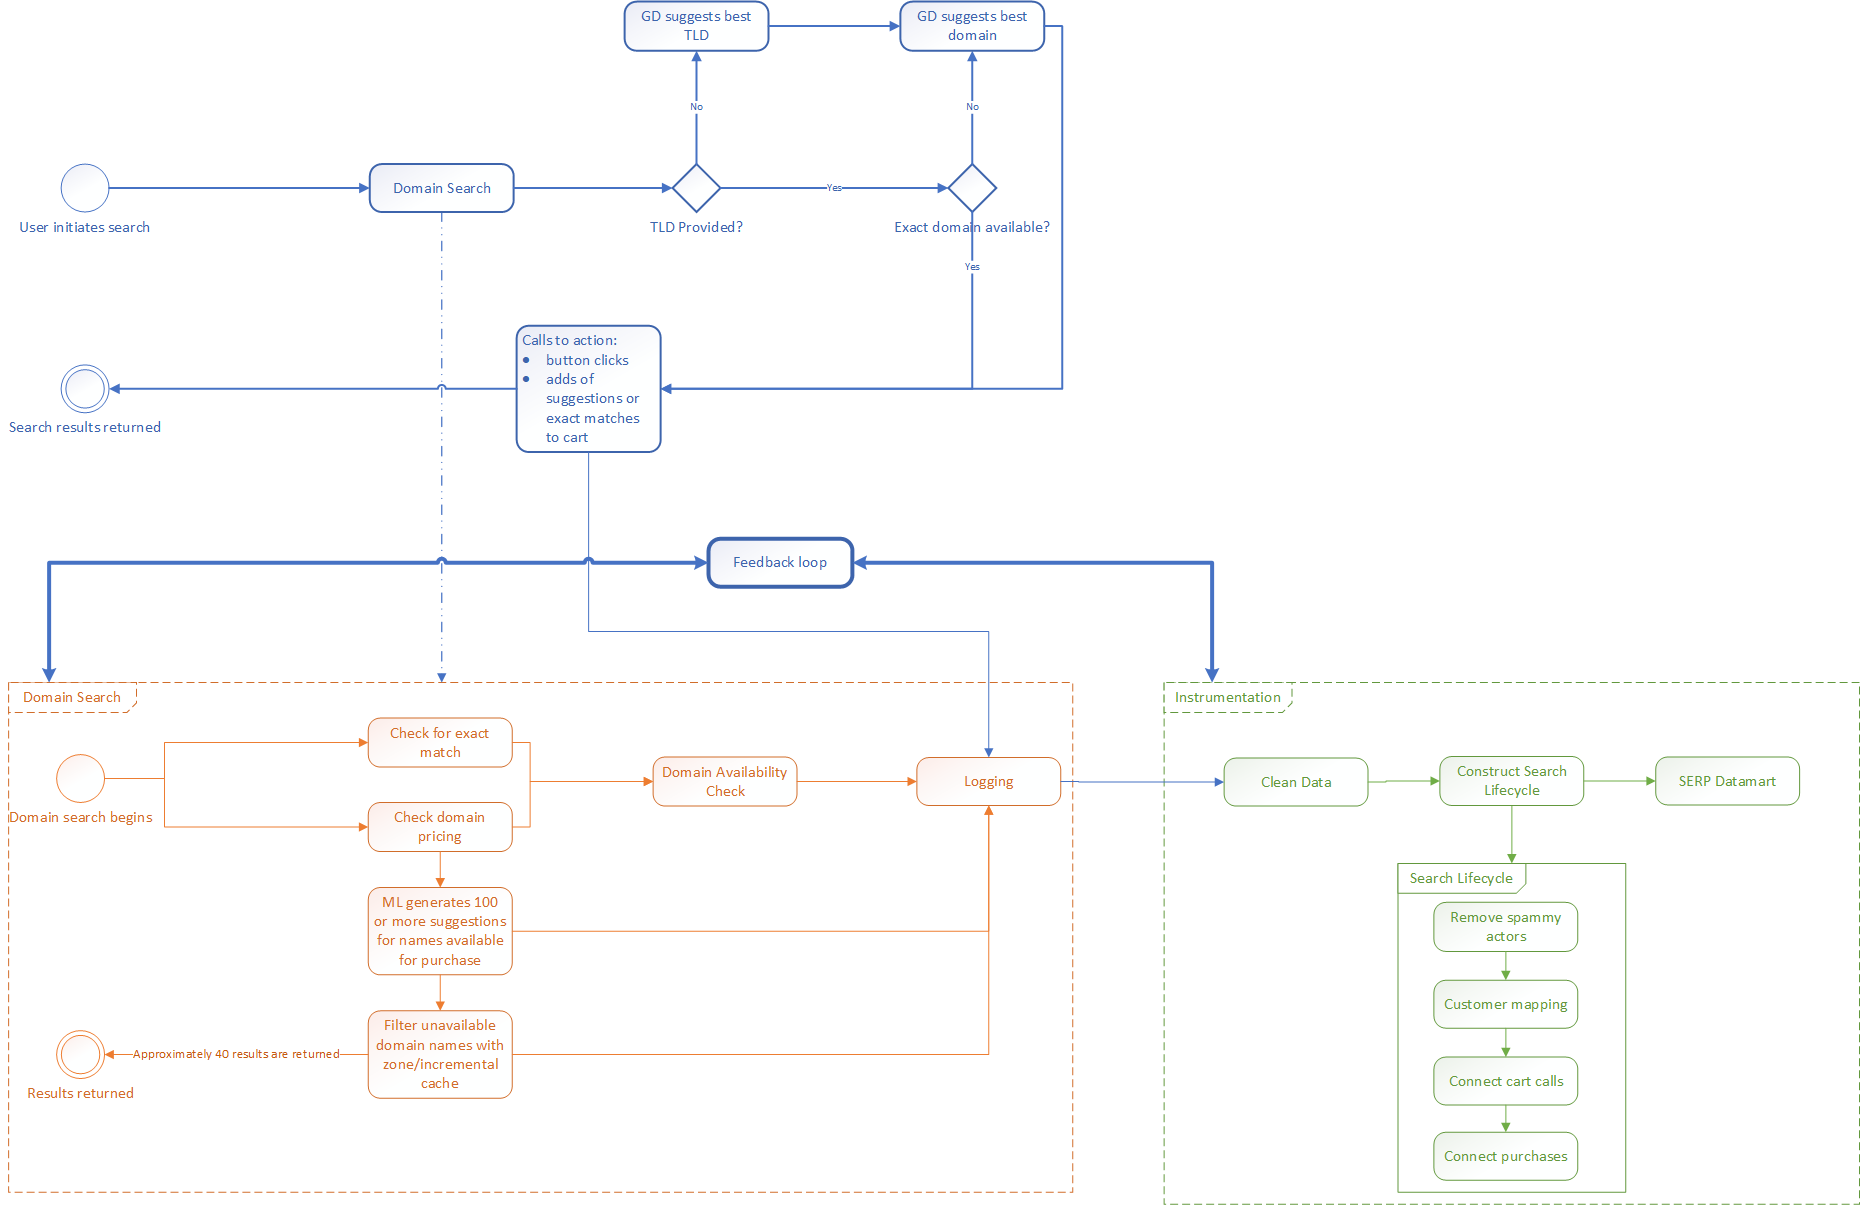 GD suggests best
TLD
GD suggests best
domain
No
No
Domain Search
Yes
User initiates search
TLD Provided?
Exact domain available?
Yes
Calls to action:
• button clicks
• adds of
suggestions or
exact matches
to cart
Search results returned
Feedback loop
Domain Search
Check for exact
match
Domain Availability
Check
Logging
Domain search begins
Check domain
pricing
ML generates 100
or more suggestions
for names available
for purchase
Filter unavailable
domain names with
zone/incremental
cache
Approximately 40 results are returned
Results returned
Instrumentation
Clean Data
Construct Search
Lifecycle
SERP Datamart
Search Lifecycle
Remove spammy
actors
Customer mapping
Connect cart calls
Connect purchases